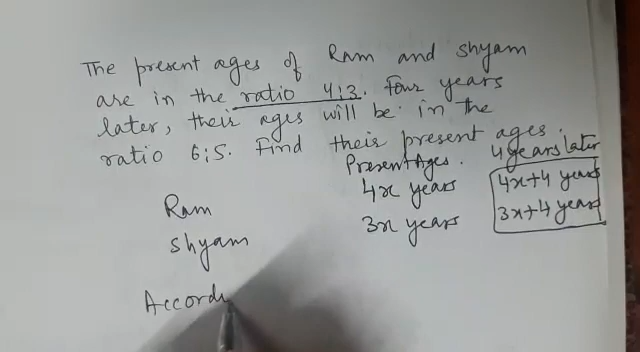 The present ages of Ram and Shyam
are in the ratio 4:3. Four years
later, their ages will be in the
ratio 6:5. Find their present ages.
Present Ages. 4 years later
Ram 4x years 4x+4 years
Shyam 3x years 3x+4 years
Accordi